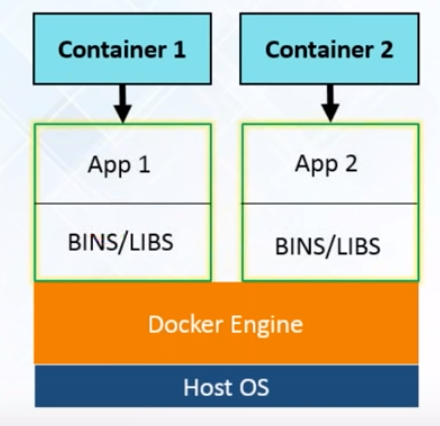 Container 1
Container 2
App 1
App 2
BINS/LIBS
BINS/LIBS
Docker Engine
Host OS